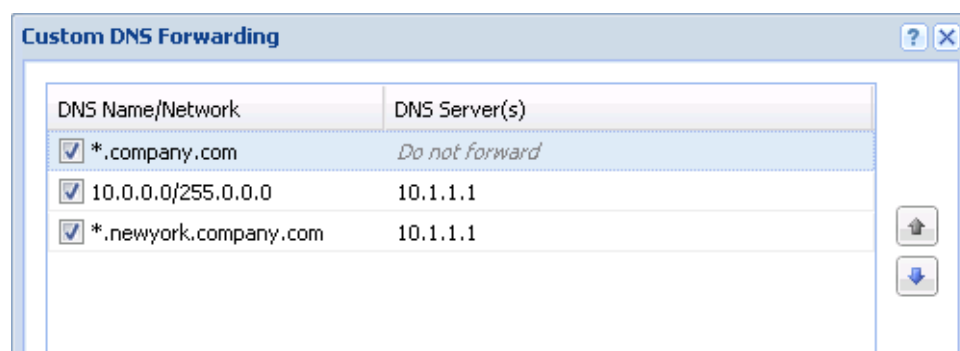 Custom DNS Forwarding
DNS Name/Network DNS Server(s)
*.company.com Do not forward
10.0.0.0/255.0.0.0 10.1.1.1
*.newyork.company.com 10.1.1.1